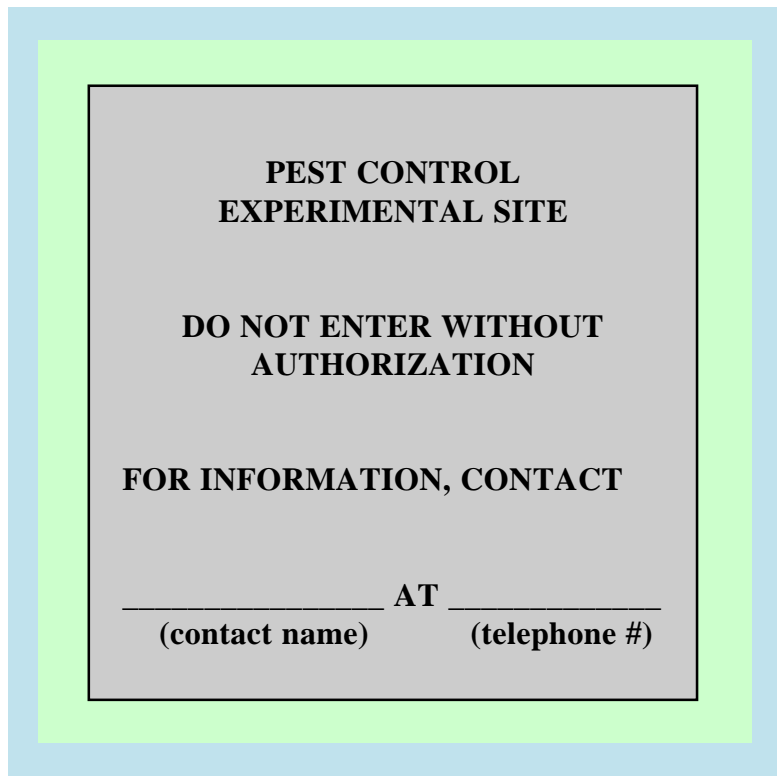 PEST CONTROL
EXPERIMENTAL SITE
DO NOT ENTER WITHOUT
AUTHORIZATION
FOR INFORMATION, CONTACT
________________ AT _____________
(contact name) (telephone #)